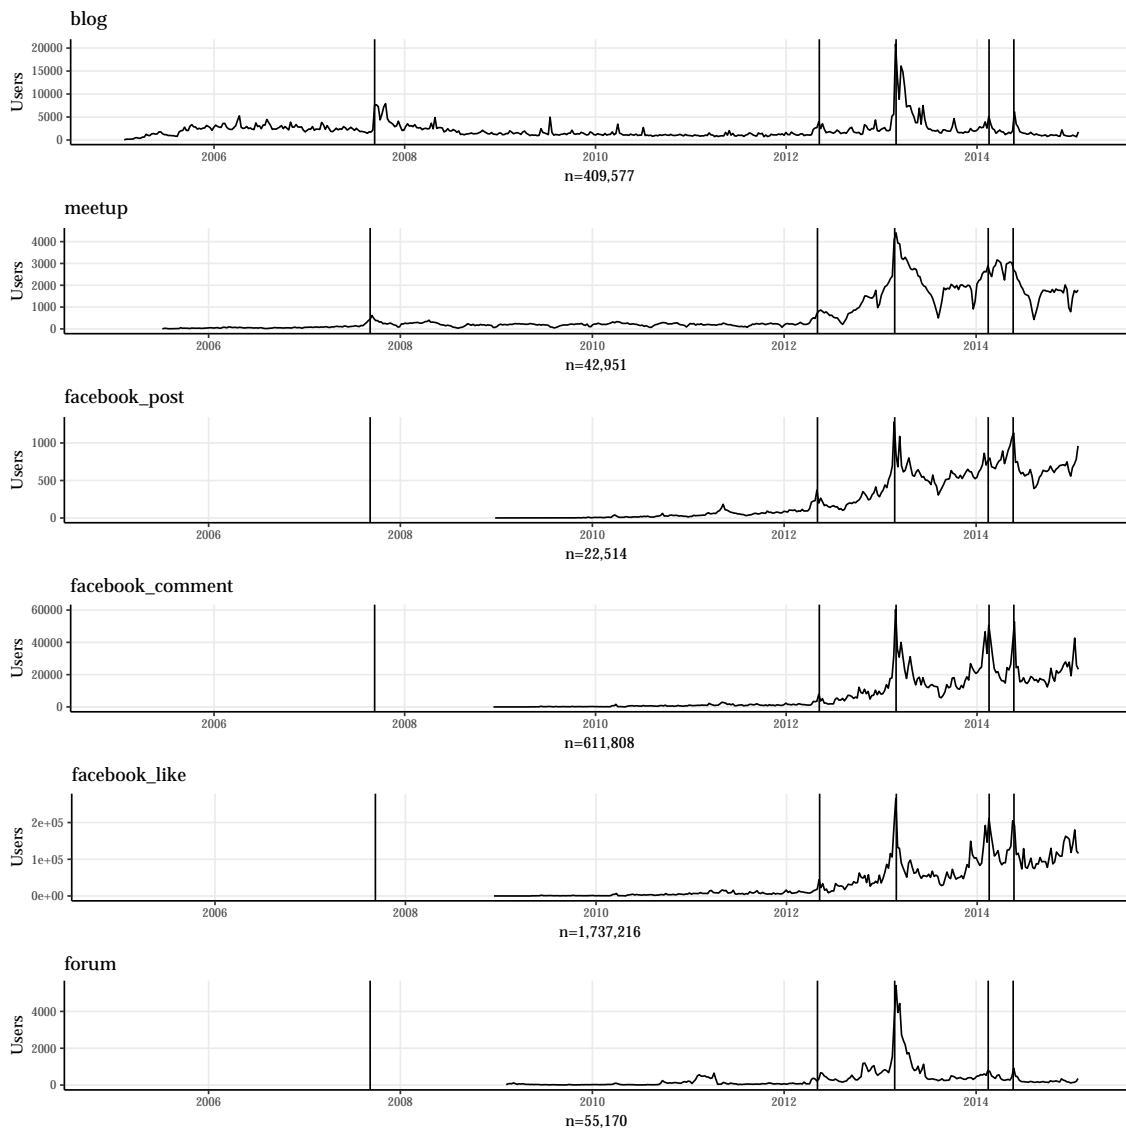 blog
Users
20000
15000
10000
5000
0
2006 2008 2010 2012 2014
n=409,577
meetup
Users
4000
3000
2000
1000
0
2006 2008 2010 2012 2014
n=42,951
facebook_post
Users
1000
500
0
2006 2008 2010 2012 2014
n=22,514
facebook_comment
Users
60000
40000
20000
0
2006 2008 2010 2012 2014
n=611,808
facebook_like
Users
2e+05
1e+05
0e+00
2006 2008 2010 2012 2014
n=1,737,216
forum
Users
4000
2000
0
2006 2008 2010 2012 2014
n=55,170